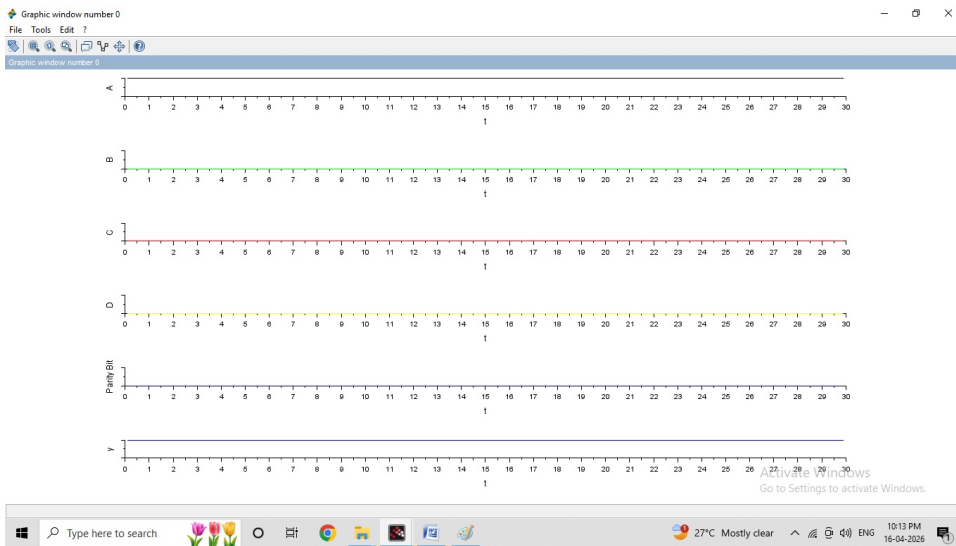 Graphic window number 0
File Tools Edit ?
Graphic window number 0
A
0 1 2 3 4 5 6 7 8 9 10 11 12 13 14 15 16 17 18 19 20 21 22 23 24 25 26 27 28 29 30
t
B
0 1 2 3 4 5 6 7 8 9 10 11 12 13 14 15 16 17 18 19 20 21 22 23 24 25 26 27 28 29 30
t
C
0 1 2 3 4 5 6 7 8 9 10 11 12 13 14 15 16 17 18 19 20 21 22 23 24 25 26 27 28 29 30
t
D
0 1 2 3 4 5 6 7 8 9 10 11 12 13 14 15 16 17 18 19 20 21 22 23 24 25 26 27 28 29 30
t
Parity Bit
0 1 2 3 4 5 6 7 8 9 10 11 12 13 14 15 16 17 18 19 20 21 22 23 24 25 26 27 28 29 30
t
y
0 1 2 3 4 5 6 7 8 9 10 11 12 13 14 15 16 17 18 19 20 21 22 23 24 25 26 27 28 29 30
t
Activate Windows
Go to Settings to activate Windows.
Type here to search
27°C Mostly clear
ENG
10:13 PM
16-04-2026
1